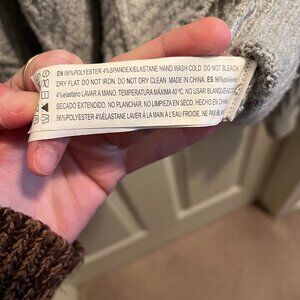 EN 96%POLYESTER 4%SPANDEX/ELASTANE HAND WASH COLD. DO NOT BLEACH
DRY FLAT. DO NOT IRON. DO NOT DRY CLEAN. MADE IN CHINA. ES 96%poliéster
4%elastano LAVAR A MANO. TEMPERATURA MÁXIMA 40 ºC. NO USAR BLANQUEADOR
SECADO EXTENDIDO. NO PLANCHAR. NO LIMPIEZA EN SECO. HECHO EN CHINA
96%POLYESTER 4%ÉLASTANE LAVER À LA MAIN À L'EAU FROIDE. NE PAS